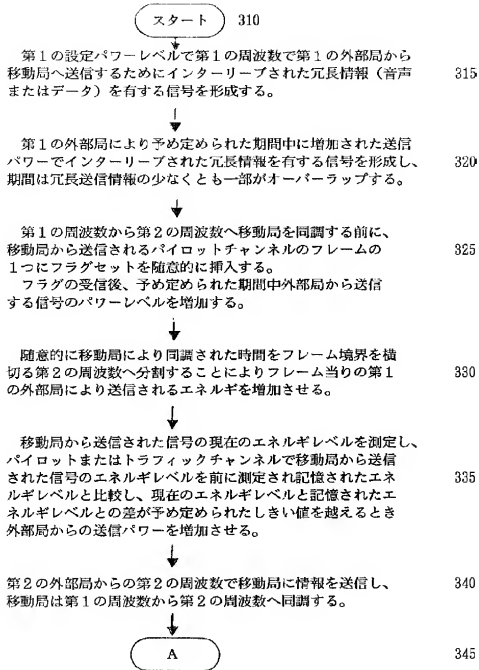 スタート 310
第１の設定パワーレベルで第１の周波数で第１の外部局から
移動局へ送信するためにインターリーブされた冗長情報（音声 315
またはデータ）を有する信号を形成する。
第１の外部局により予め定められた期間中に増加された送信
パワーでインターリーブされた冗長情報を有する信号を形成し、 320
期間は冗長送信情報の少なくとも一部がオーバーラップする。
第１の周波数から第２の周波数へ移動局を同調する前に、
移動局から送信されるパイロットチャンネルのフレームの 325
１つにフラグセットを随意的に挿入する。
フラグの受信後、予め定められた期間中外部局から送信
する信号のパワーレベルを増加する。
随意的に移動局により同調された時間をフレーム境界を横
切る第２の周波数へ分割することによりフレーム当りの第１ 330
の外部局により送信されるエネルギを増加させる。
移動局から送信された信号の現在のエネルギレベルを測定し、
パイロットまたはトラフィックチャンネルで移動局から送信
された信号のエネルギレベルを前に測定され記憶されたエネ 335
ルギレベルと比較し、現在のエネルギレベルと記憶されたエ
ネルギレベルとの差が予め定められたしきい値を越えるとき
外部局からの送信パワーを増加させる。
第２の外部局からの第２の周波数で移動局に情報を送信し、 340
移動局は第１の周波数から第２の周波数へ同調する。
A 345